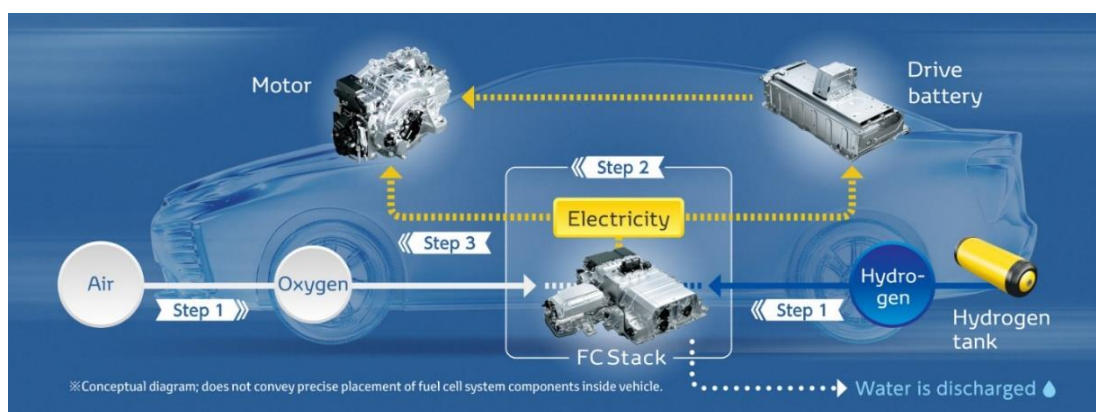 Motor
Drive
battery
Step 2
Electricity
Step 3
Air
Oxygen
Hydro-
gen
Step 1
Step 1
Hydrogen
tank
FC Stack
※Conceptual diagram; does not convey precise placement of fuel cell system components inside vehicle.
Water is discharged